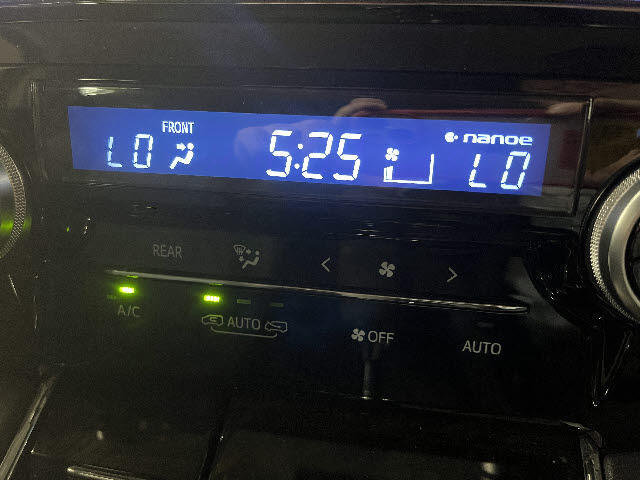 FRONT
LO 5:25 nanoe LO
REAR
A/C AUTO OFF AUTO